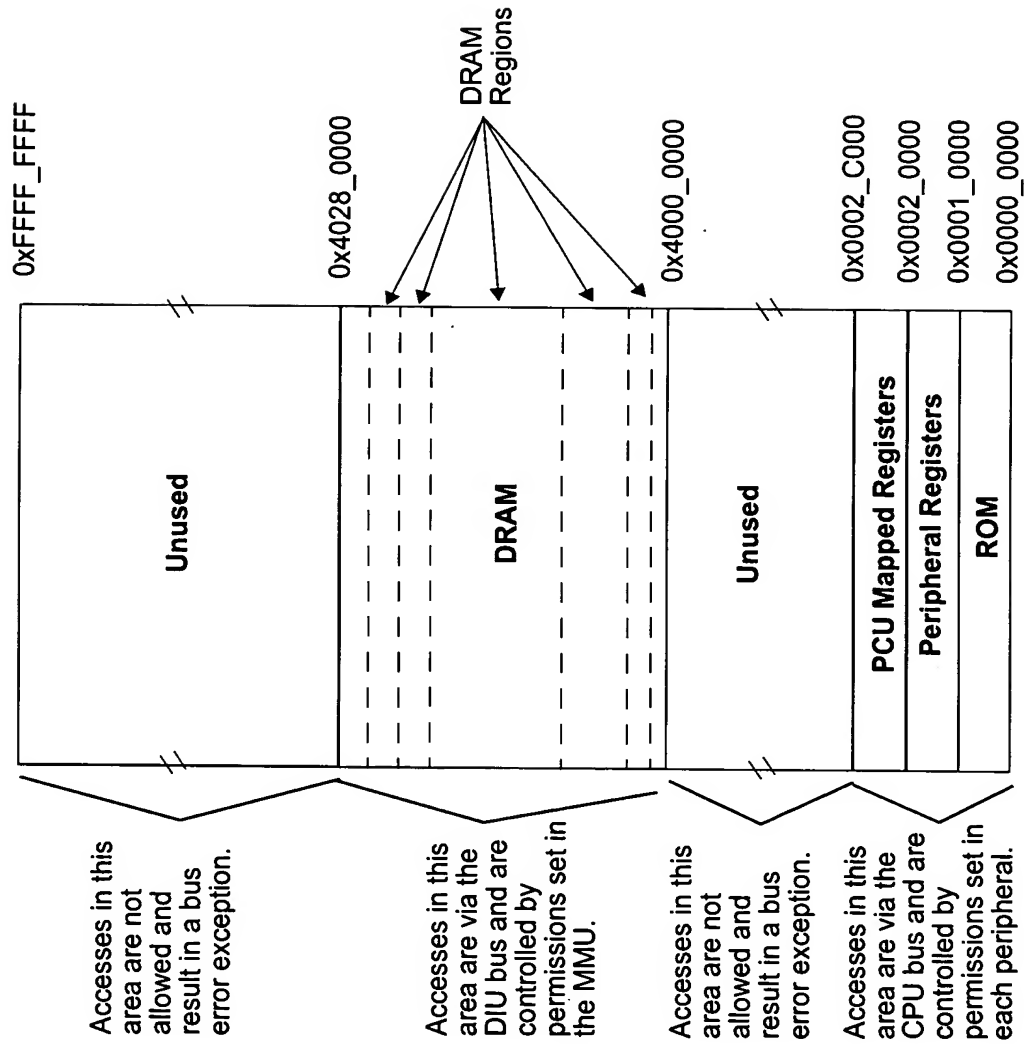 0xFFFF_FFFF
Accesses in this
area are not
allowed and
result in a bus
error exception.
Unused
0x4028_0000
Accesses in this
area are via the
DIU bus and are
controlled by
permissions set in
the MMU.
DRAM
DRAM
Regions
0x4000_0000
Accesses in this
area are not
allowed and
result in a bus
error exception.
Unused
0x0002_C000
Accesses in this
area are via the
CPU bus and are
controlled by
permissions set in
each peripheral.
PCU Mapped Registers
0x0002_0000
Peripheral Registers
0x0001_0000
ROM
0x0000_0000